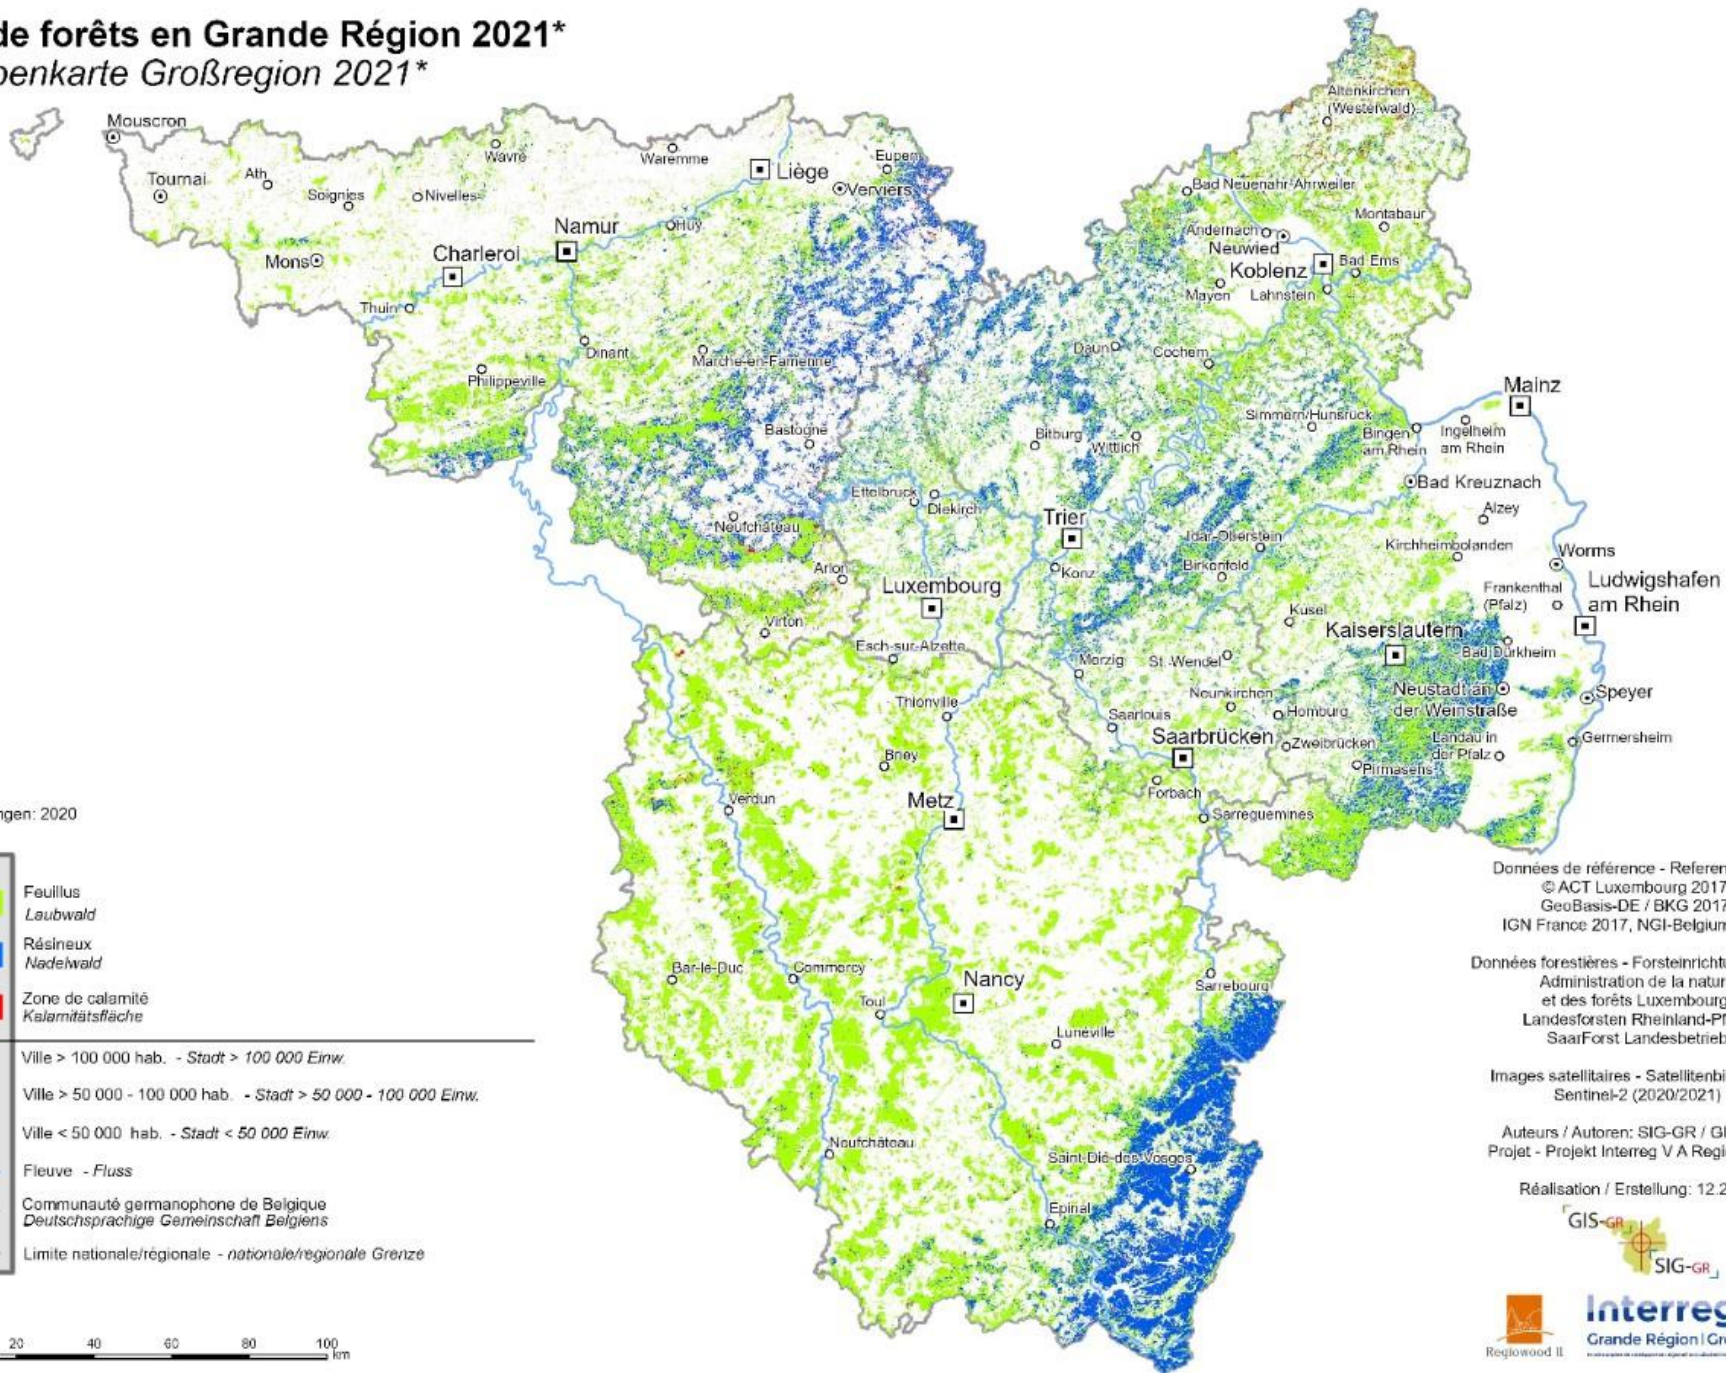 de forêts en Grande Région 2021*
penkarte Großregion 2021*
Mouscron
Tournai
Ath
Soignies
Nivelles
Wavre
Waremme
Liège
Eupen
Verviers
Huy
Namur
Charleroi
Mons
Thuin
Dinant
Philippeville
Marche-en-Famenne
Bastogne
Neufchâteau
Arlon
Virton
Altenkirchen
(Westerwald)
Bad Neuenahr-Ahrweiler
Montabaur
Andernach
Neuwied
Koblenz
Bad Ems
Mayen
Lahnstein
Daun
Cochem
Mainz
Simmern/Hunsrück
Bingen
am Rhein
Ingelheim
am Rhein
Bitburg
Wittlich
Bad Kreuznach
Alzey
Ettelbruck
Diekirch
Trier
Idar-Oberstein
Kirchheimbolanden
Worms
Konz
Birkenfeld
Luxembourg
Frankenthal
(Pfalz)
Ludwigshafen
am Rhein
Kusel
Kaiserslautern
Bad Dürkheim
Esch-sur-Alzette
Merzig
St. Wendel
Neunkirchen
Neustadt an
der Weinstraße
Speyer
Thionville
Saarlouis
Homburg
Saarbrücken
Zweibrücken
Landau in
der Pfalz
Germersheim
Pirmasens
Briey
Forbach
Verdun
Metz
Sarreguemines
Bar-le-Duc
Commercy
Toul
Nancy
Sarrebourg
Lunéville
Neufchâteau
Saint-Dié-des-Vosges
Epinal
ngen: 2020
Feuillus
Laubwald
Résineux
Nadelwald
Zone de calamité
Kalamitätsfläche
Ville > 100 000 hab. - Stadt > 100 000 Einw.
Ville > 50 000 - 100 000 hab. - Stadt > 50 000 - 100 000 Einw.
Ville < 50 000 hab. - Stadt < 50 000 Einw.
Fleuve - Fluss
Communauté germanophone de Belgique
Deutschsprachige Gemeinschaft Belgiens
Limite nationale/régionale - nationale/regionale Grenze
20 40 60 80 100
km
Données de référence - Referen
© ACT Luxembourg 2017
GeoBasis-DE / BKG 2017
IGN France 2017, NGI-Belgium
Données forestières - Forsteinrichtu
Administration de la natur
et des forêts Luxembourg
Landesforsten Rheinland-Pf
SaarForst Landesbetrieb
Images satellitaires - Satellitenbi
Sentinel-2 (2020/2021)
Auteurs / Autoren: SIG-GR / GI
Projet - Projekt Interreg V A Regi
Réalisation / Erstellung: 12.2
GIS-GR
SIG-GR
Regiowood II
Interreg
Grande Région | Gr